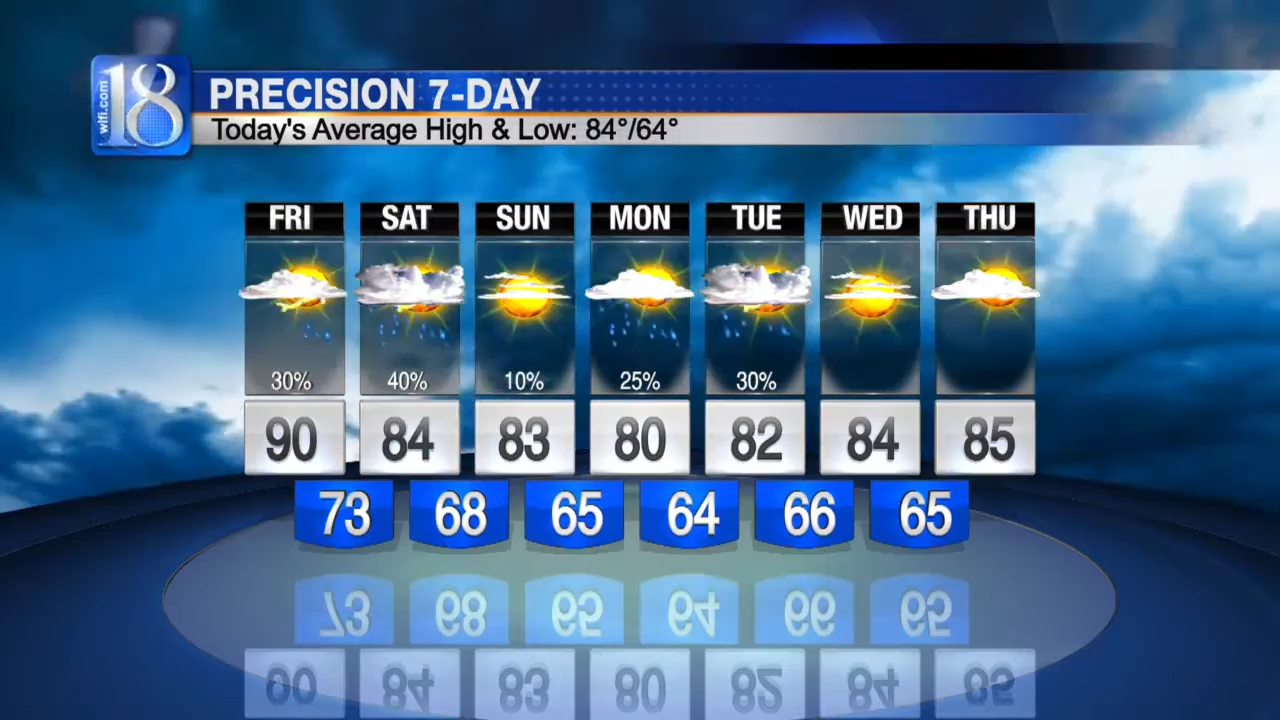 wlfi.com
18
PRECISION 7-DAY
Today's Average High & Low: 84°/64°
FRI SAT SUN MON TUE WED THU
30% 40% 10% 25% 30%
90 84 83 80 82 84 85
73 68 65 64 66 65